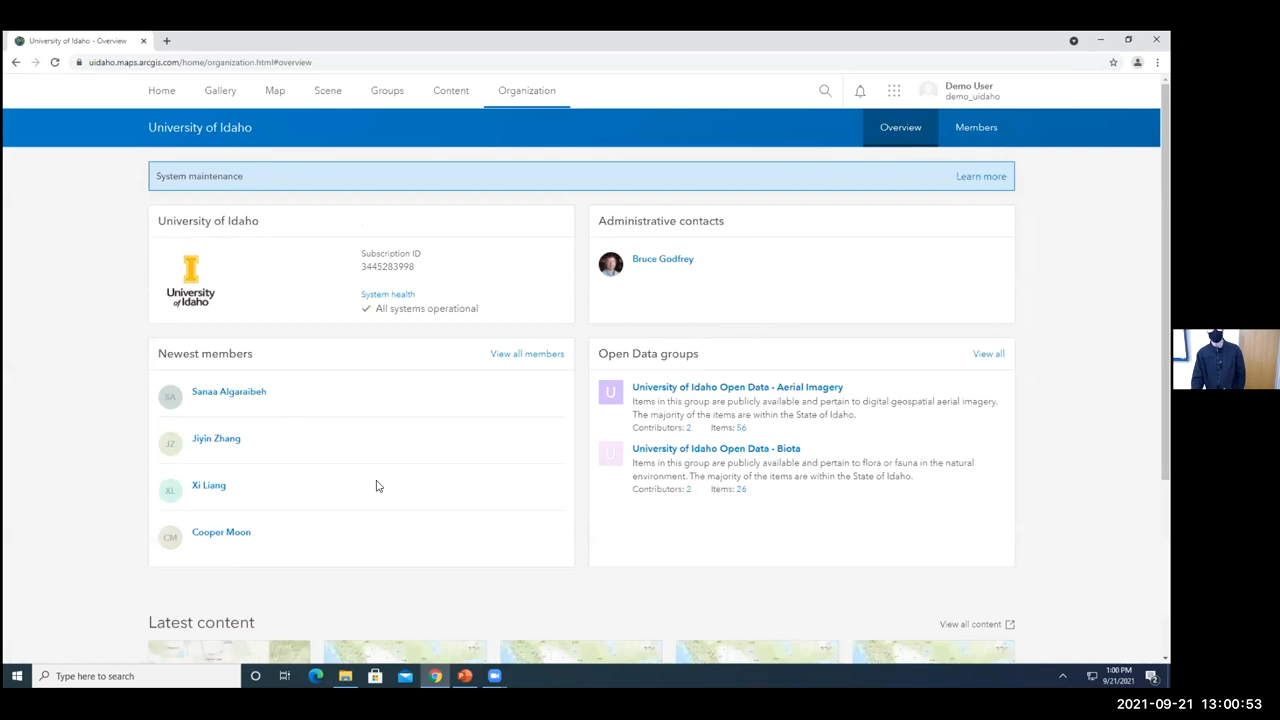 University of Idaho - Overview
uidaho.maps.arcgis.com/home/organization.html#overview
Home Gallery Map Scene Groups Content Organization
Demo User
demo_uidaho
University of Idaho
Overview Members
System maintenance
Learn more
University of Idaho
University
of Idaho
Subscription ID
3445283998
System health
All systems operational
Administrative contacts
Bruce Godfrey
Newest members
View all members
SA Sanaa Algaraibeh
JZ Jiyin Zhang
XL Xi Liang
CM Cooper Moon
Open Data groups
View all
U University of Idaho Open Data - Aerial Imagery
Items in this group are publicly available and pertain to digital geospatial aerial imagery.
The majority of the items are within the State of Idaho.
Contributors: 2 Items: 56
U University of Idaho Open Data - Biota
Items in this group are publicly available and pertain to flora or fauna in the natural
environment. The majority of the items are within the State of Idaho.
Contributors: 2 Items: 26
Latest content
View all content
Type here to search
1:00 PM
9/21/2021
2
2021-09-21 13:00:53